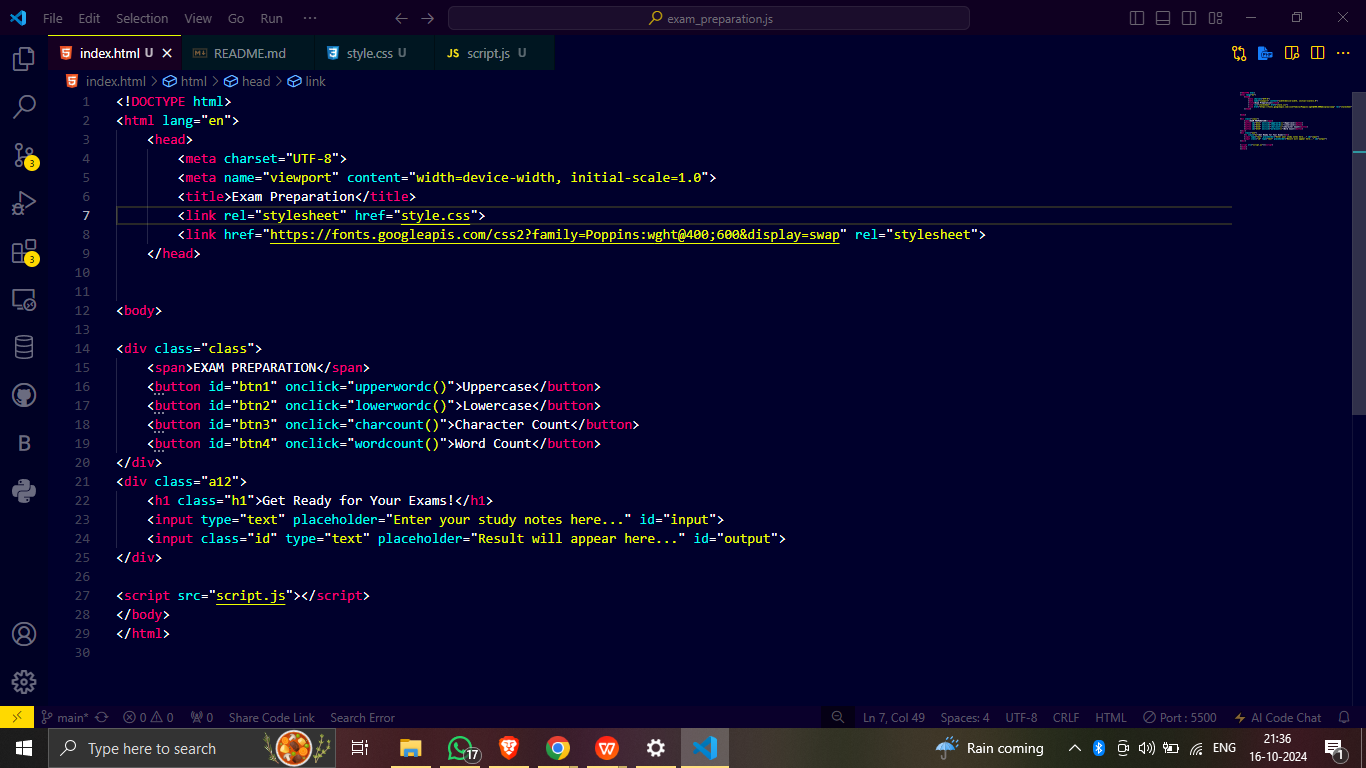 File Edit Selection View Go Run ··· exam_preparation.js
index.html U README.md style.css U JS script.js U
index.html > html > head > link
1 <!DOCTYPE html>
2 <html lang="en">
3 <head>
4 <meta charset="UTF-8">
5 <meta name="viewport" content="width=device-width, initial-scale=1.0">
6 <title>Exam Preparation</title>
7 <link rel="stylesheet" href="style.css">
8 <link href="https://fonts.googleapis.com/css2?family=Poppins:wght@400;600&display=swap" rel="stylesheet">
9 </head>
10
11
12 <body>
13
14 <div class="class">
15 <span>EXAM PREPARATION</span>
16 <button id="btn1" onclick="upperwordc()">Uppercase</button>
17 <button id="btn2" onclick="lowerwordc()">Lowercase</button>
18 <button id="btn3" onclick="charcount()">Character Count</button>
19 <button id="btn4" onclick="wordcount()">Word Count</button>
20 </div>
21 <div class="a12">
22 <h1 class="h1">Get Ready for Your Exams!</h1>
23 <input type="text" placeholder="Enter your study notes here..." id="input">
24 <input class="id" type="text" placeholder="Result will appear here..." id="output">
25 </div>
26
27 <script src="script.js"></script>
28 </body>
29 </html>
30
3
3
B
main* 0 0 0 Share Code Link Search Error Ln 7, Col 49 Spaces: 4 UTF-8 CRLF HTML Port : 5500 AI Code Chat
Type here to search 17 Rain coming ENG 21:36
16-10-2024 1